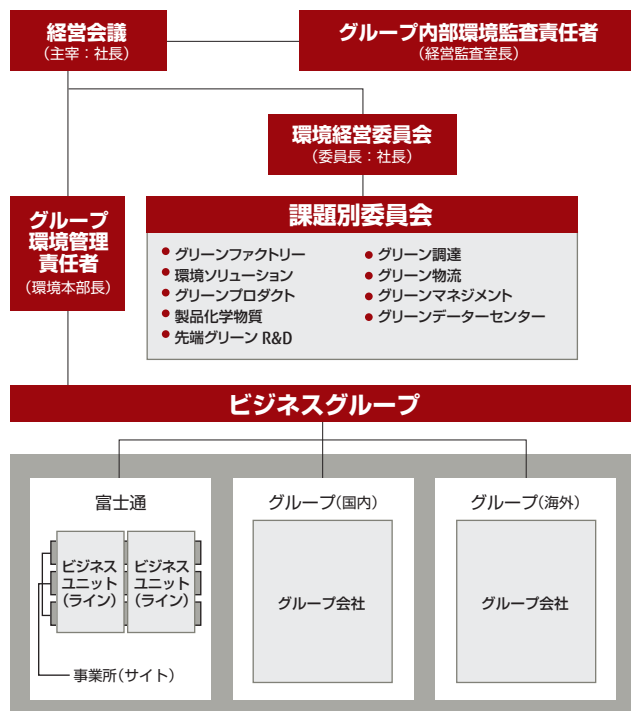 経営会議
（主宰：社長）
グループ内部環境監査責任者
（経営監査室長）
環境経営委員会
（委員長：社長）
グループ
環境管理
責任者
（環境本部長）
課題別委員会
● グリーンファクトリー
● 環境ソリューション
● グリーンプロダクト
● 製品化学物質
● 先端グリーン R&D
● グリーン調達
● グリーン物流
● グリーンマネジメント
● グリーンデーターセンター
ビジネスグループ
富士通
ビジネス
ユニット
（ライン）
ビジネス
ユニット
（ライン）
事業所（サイト）
グループ（国内）
グループ会社
グループ（海外）
グループ会社